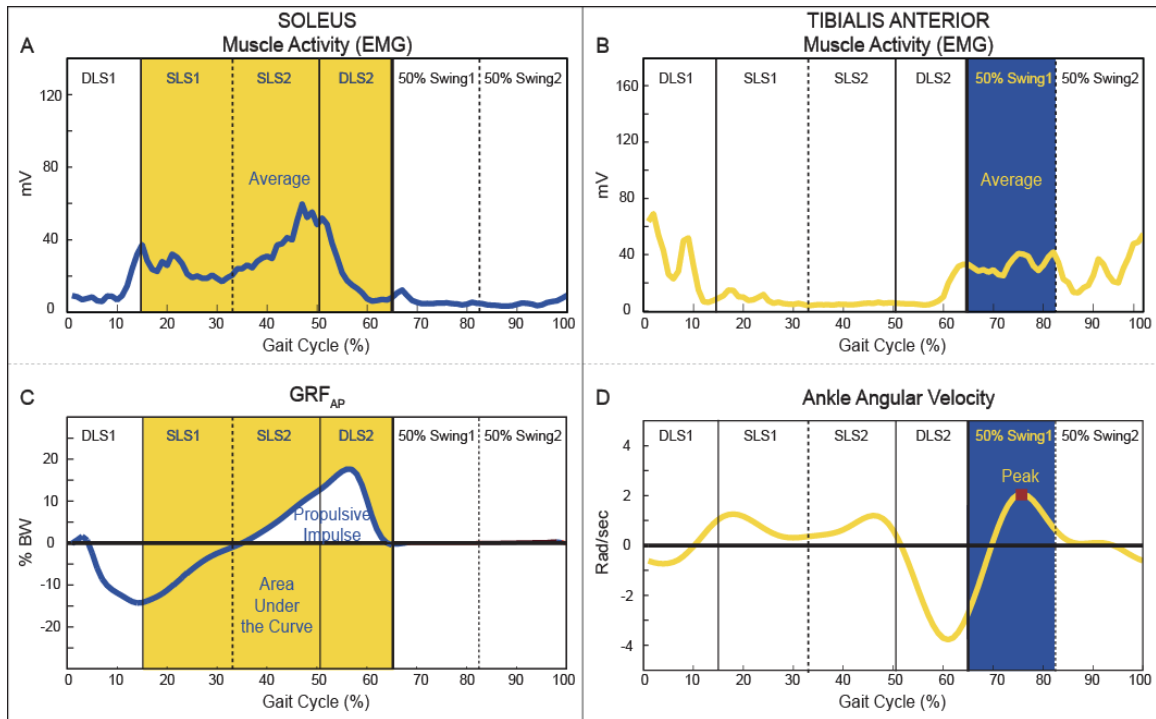 A
SOLEUS
Muscle Activity (EMG)
DLS1 SLS1 SLS2 DLS2 50% Swing1 50% Swing2
120
80
40
0
mV
Average
0 10 20 30 40 50 60 70 80 90 100
Gait Cycle (%)
B
TIBIALIS ANTERIOR
Muscle Activity (EMG)
DLS1 SLS1 SLS2 DLS2 50% Swing1 50% Swing2
160
120
80
40
0
mV
Average
0 10 20 30 40 50 60 70 80 90 100
Gait Cycle (%)
C
GRF AP
DLS1 SLS1 SLS2 DLS2 50% Swing1 50% Swing2
20
10
0
-10
-20
% BW
Propulsive
Impulse
Area
Under
the Curve
0 10 20 30 40 50 60 70 80 90 100
Gait Cycle (%)
D
Ankle Angular Velocity
DLS1 SLS1 SLS2 DLS2 50% Swing1 50% Swing2
4
2
0
-2
-4
Rad/sec
Peak
0 10 20 30 40 50 60 70 80 90 100
Gait Cycle (%)